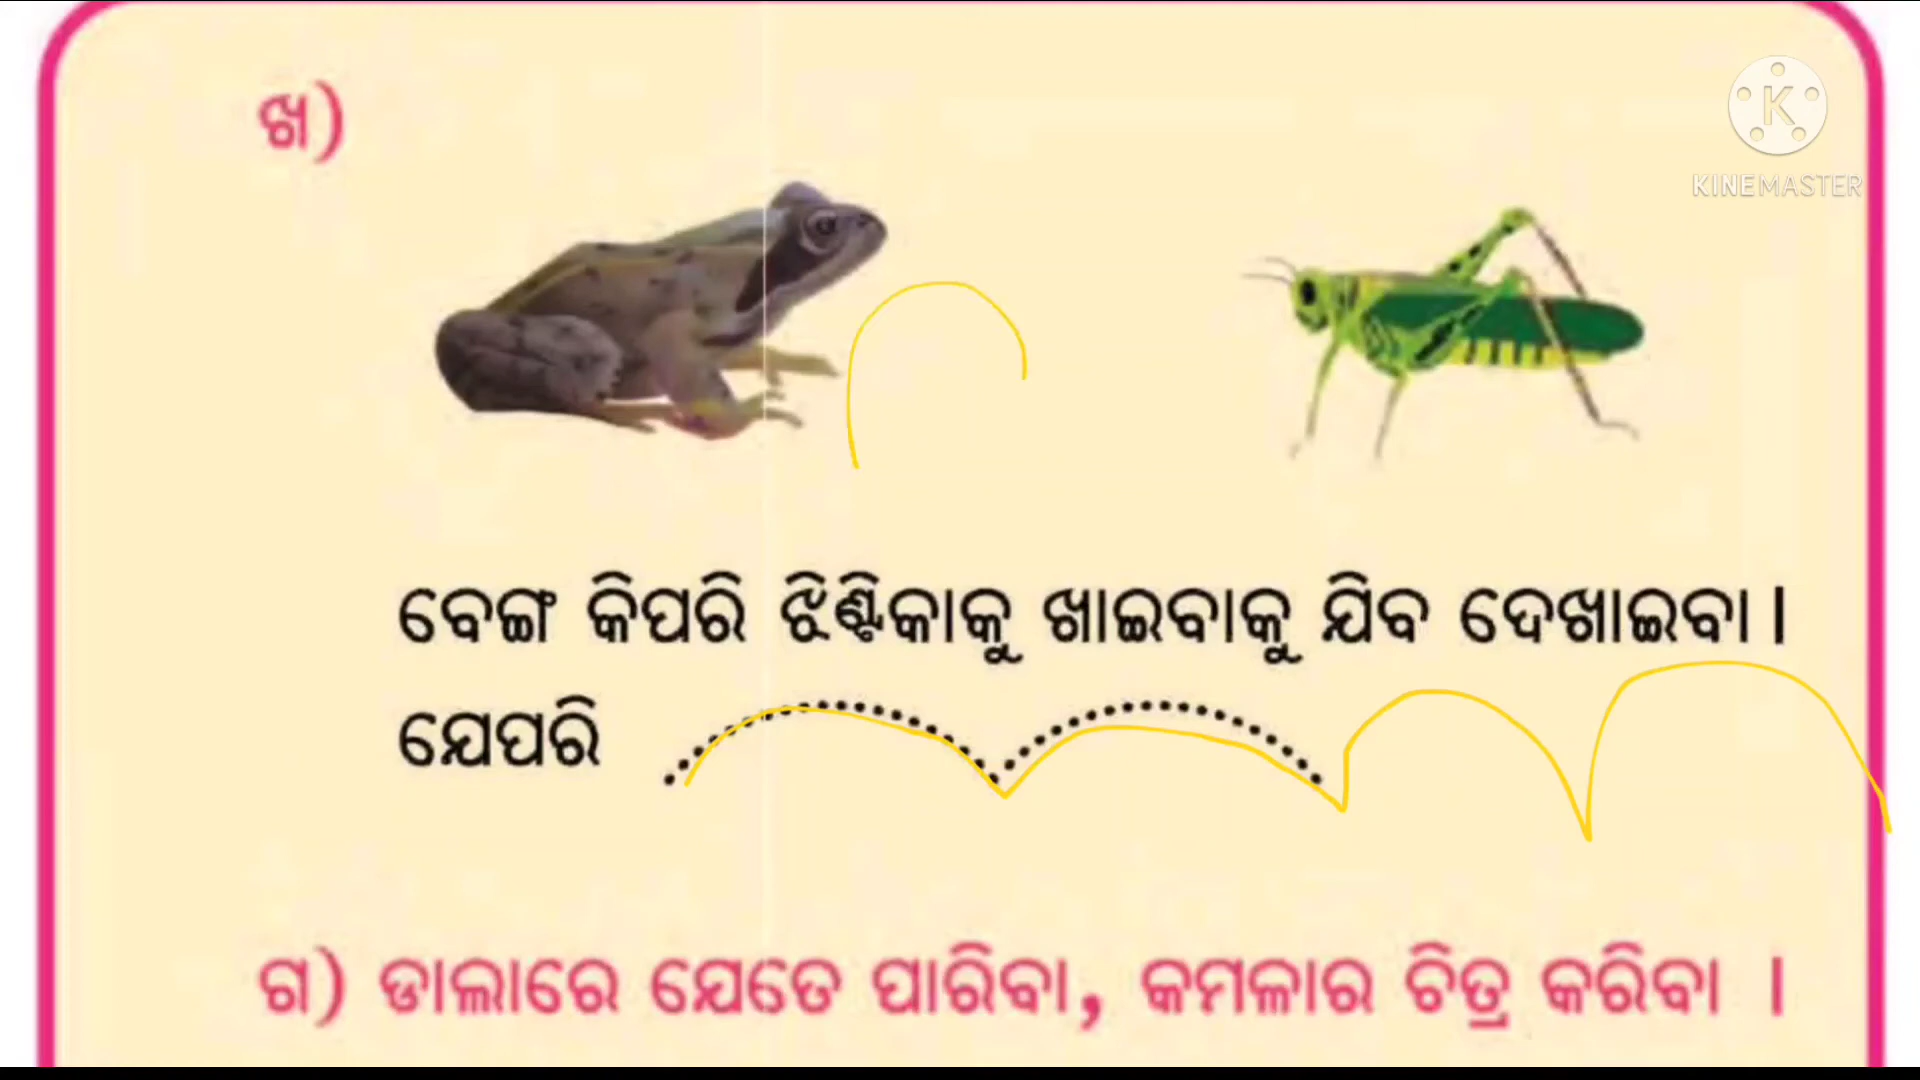 ଖ)
KINEMASTER
ବେଙ୍ଗ କିପରି ଝିଣ୍ଟିକାକୁ ଖାଇବାକୁ ଯିବ ଦେଖାଇବା।
ଯେପରି
ଗ) ଡାଲାରେ ଯେତେ ପାରିବା, କମଳାର ଚିତ୍ର କରିବା ।